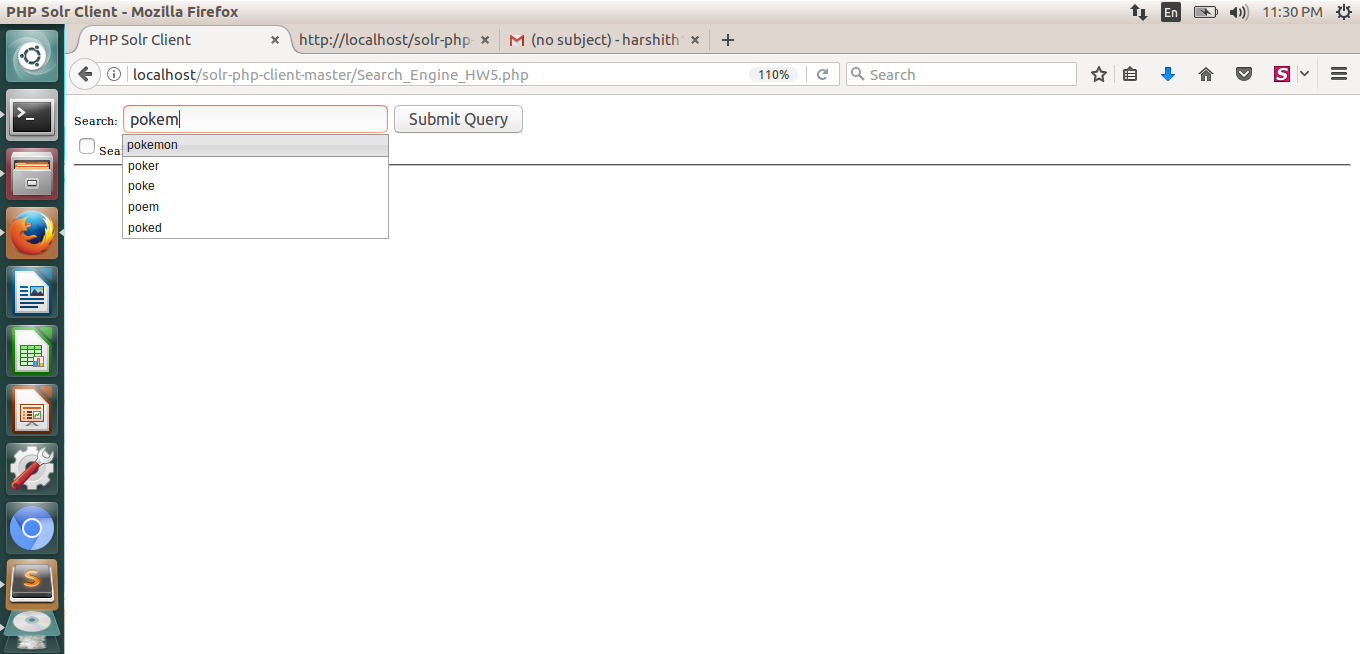 PHP Solr Client - Mozilla Firefox
En
11:30 PM
PHP Solr Client
http://localhost/solr-php-
(no subject) - harshith
localhost/solr-php-client-master/Search_Engine_HW5.php
110%
Search
S
Search:
pokem
Submit Query
pokemon
Sea
poker
poke
poem
poked
>_
S